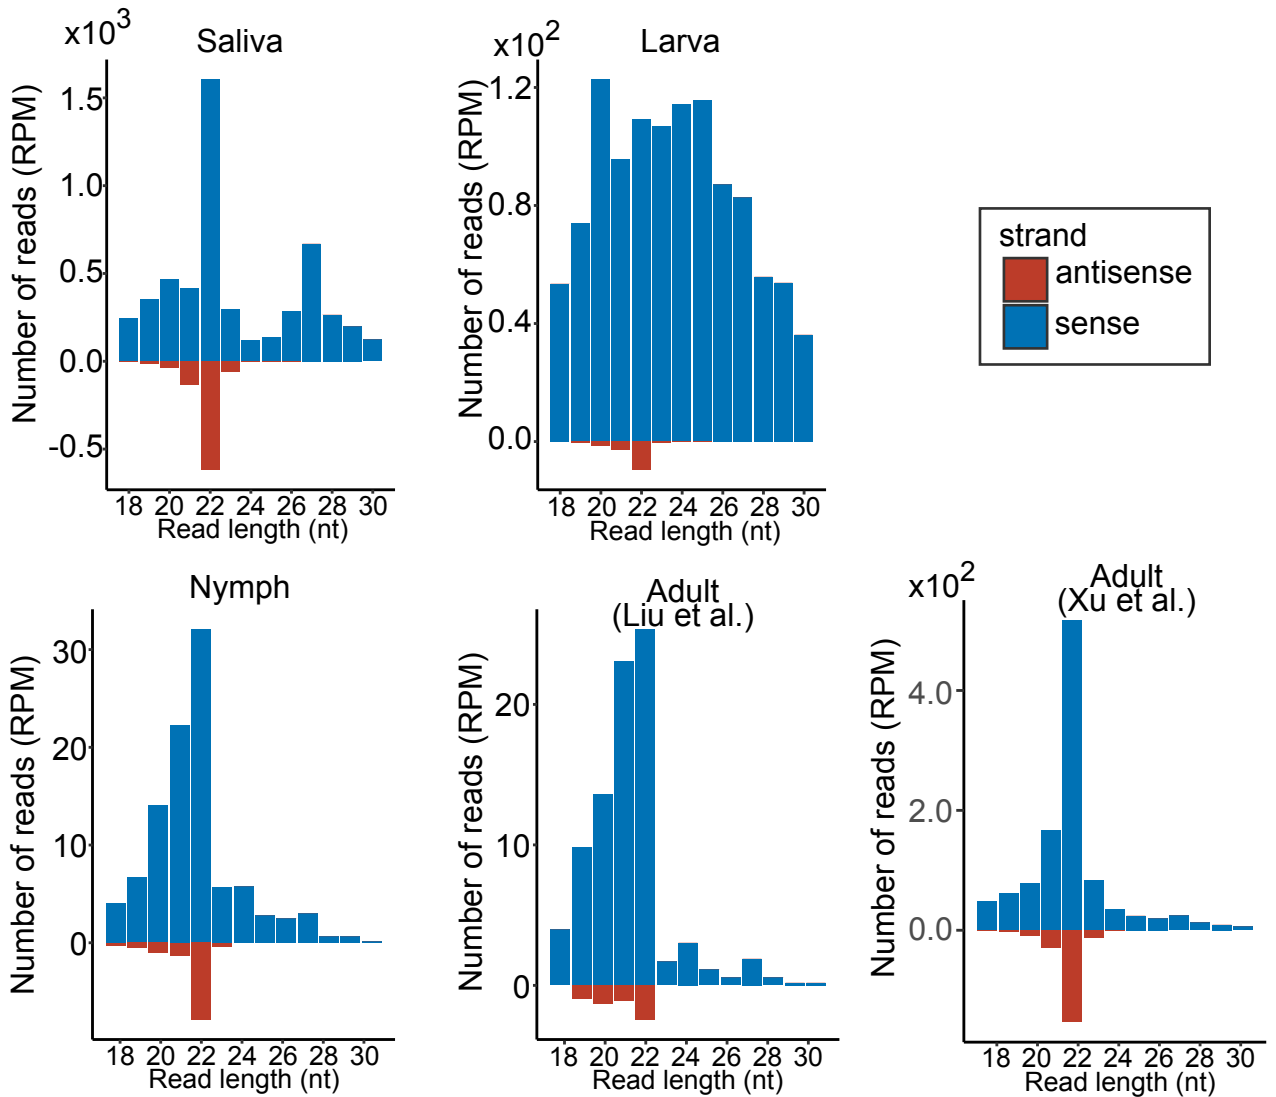 x10³
Saliva
Number of reads (RPM)
1.5
1.0
0.5
0.0
-0.5
18 20 22 24 26 28 30
Read length (nt)
x10²
Larva
Number of reads (RPM)
1.2
0.8
0.4
0.0
18 20 22 24 26 28 30
Read length (nt)
strand
antisense
sense
Nymph
Number of reads (RPM)
30
20
10
0
18 20 22 24 26 28 30
Read length (nt)
Adult
(Liu et al.)
Number of reads (RPM)
20
10
0
18 20 22 24 26 28 30
Read length (nt)
x10²
Adult
(Xu et al.)
Number of reads (RPM)
4.0
2.0
0.0
18 20 22 24 26 28 30
Read length (nt)